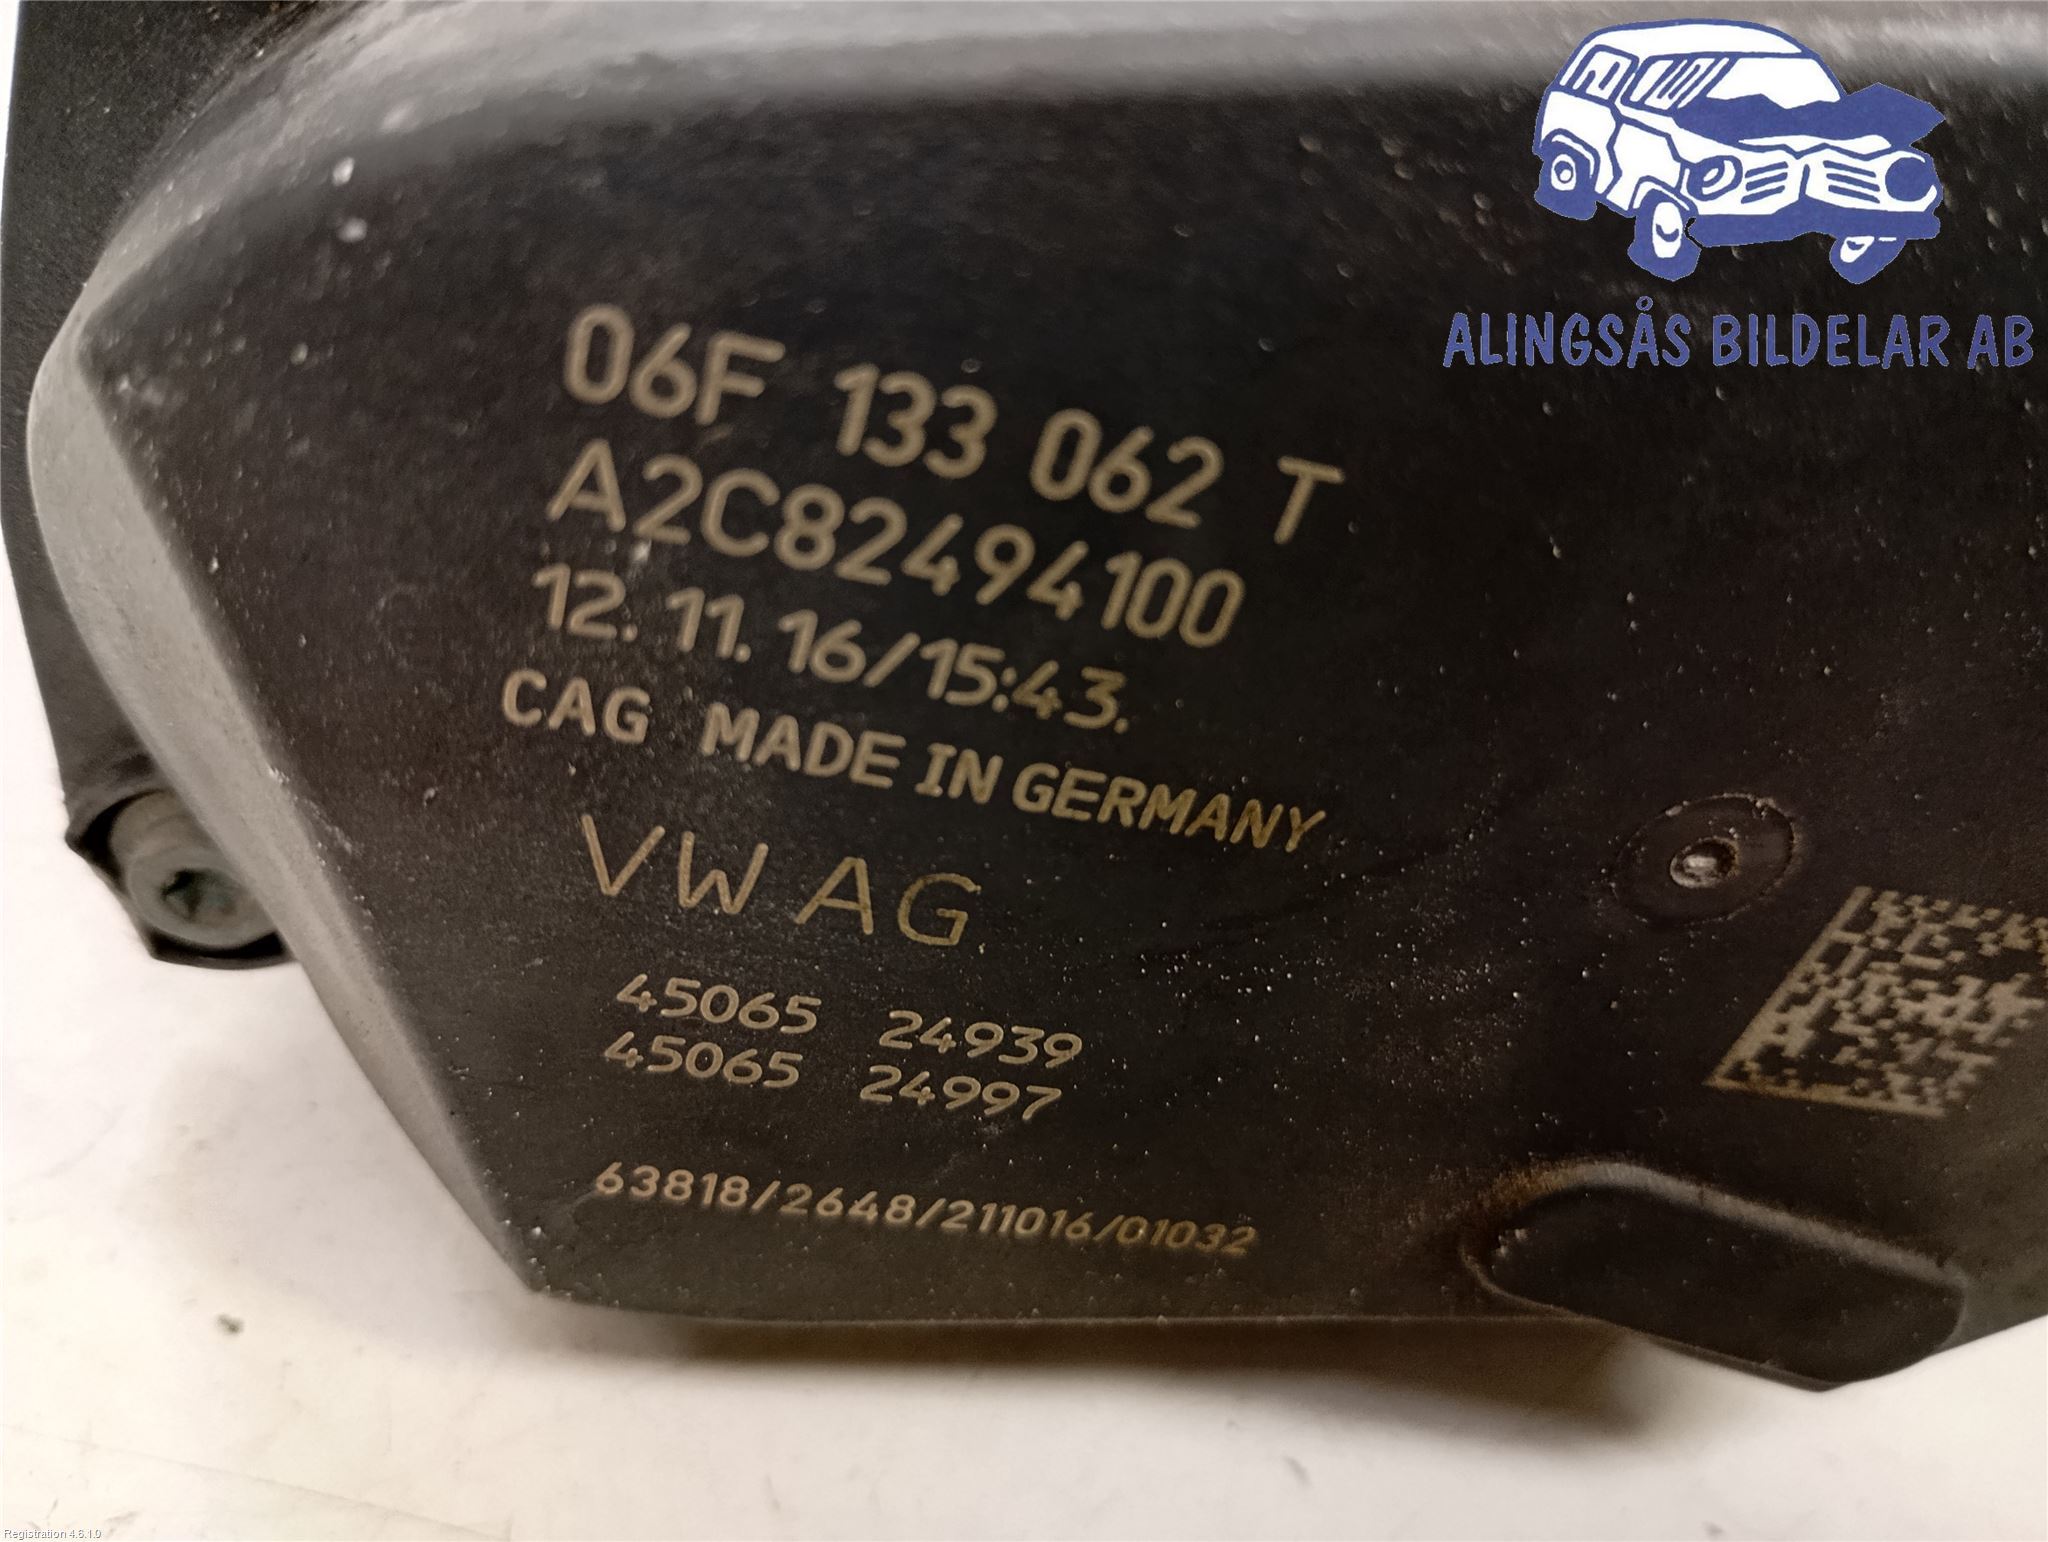 ALINGSÅS BILDELAR AB
06F 133 062 T
A2C82494100
12. 11. 16/15:43.
CAG MADE IN GERMANY
VW AG
45065 24939
45065 24997
63818/2648/211016/01032
Registration 4.6.1.0